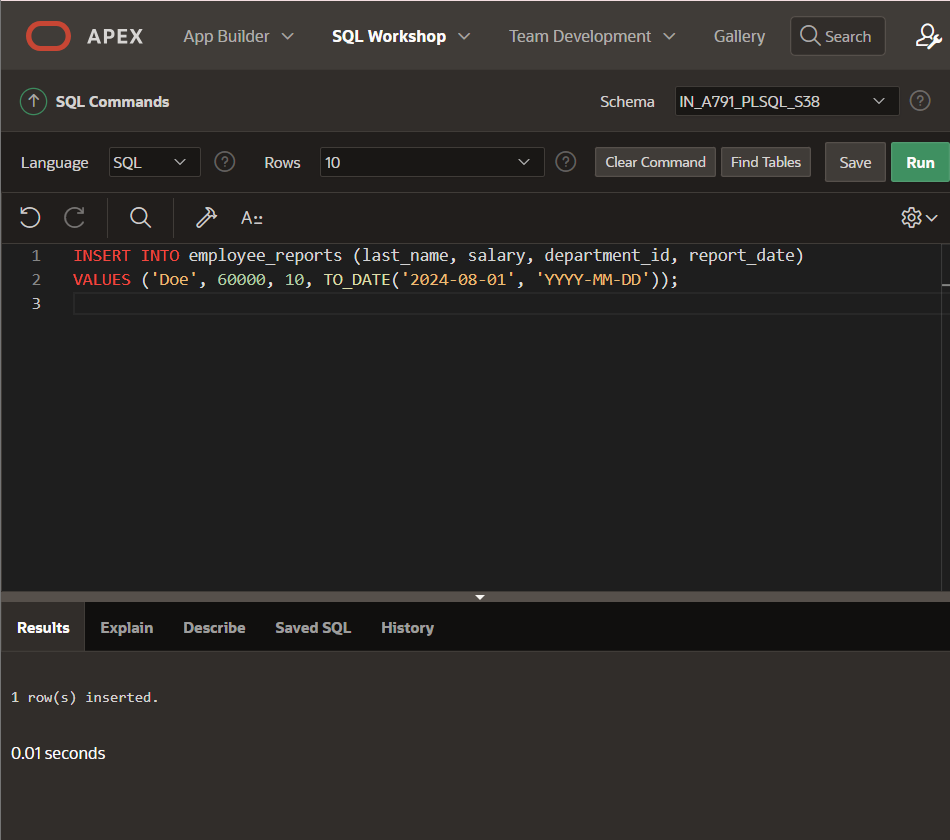 APEX App Builder SQL Workshop Team Development Gallery Search
SQL Commands Schema IN_A791_PLSQL_S38
Language SQL Rows 10 Clear Command Find Tables Save Run
A::
1 INSERT INTO employee_reports (last_name, salary, department_id, report_date)
2 VALUES ('Doe', 60000, 10, TO_DATE('2024-08-01', 'YYYY-MM-DD'));
3
Results Explain Describe Saved SQL History
1 row(s) inserted.
0.01 seconds